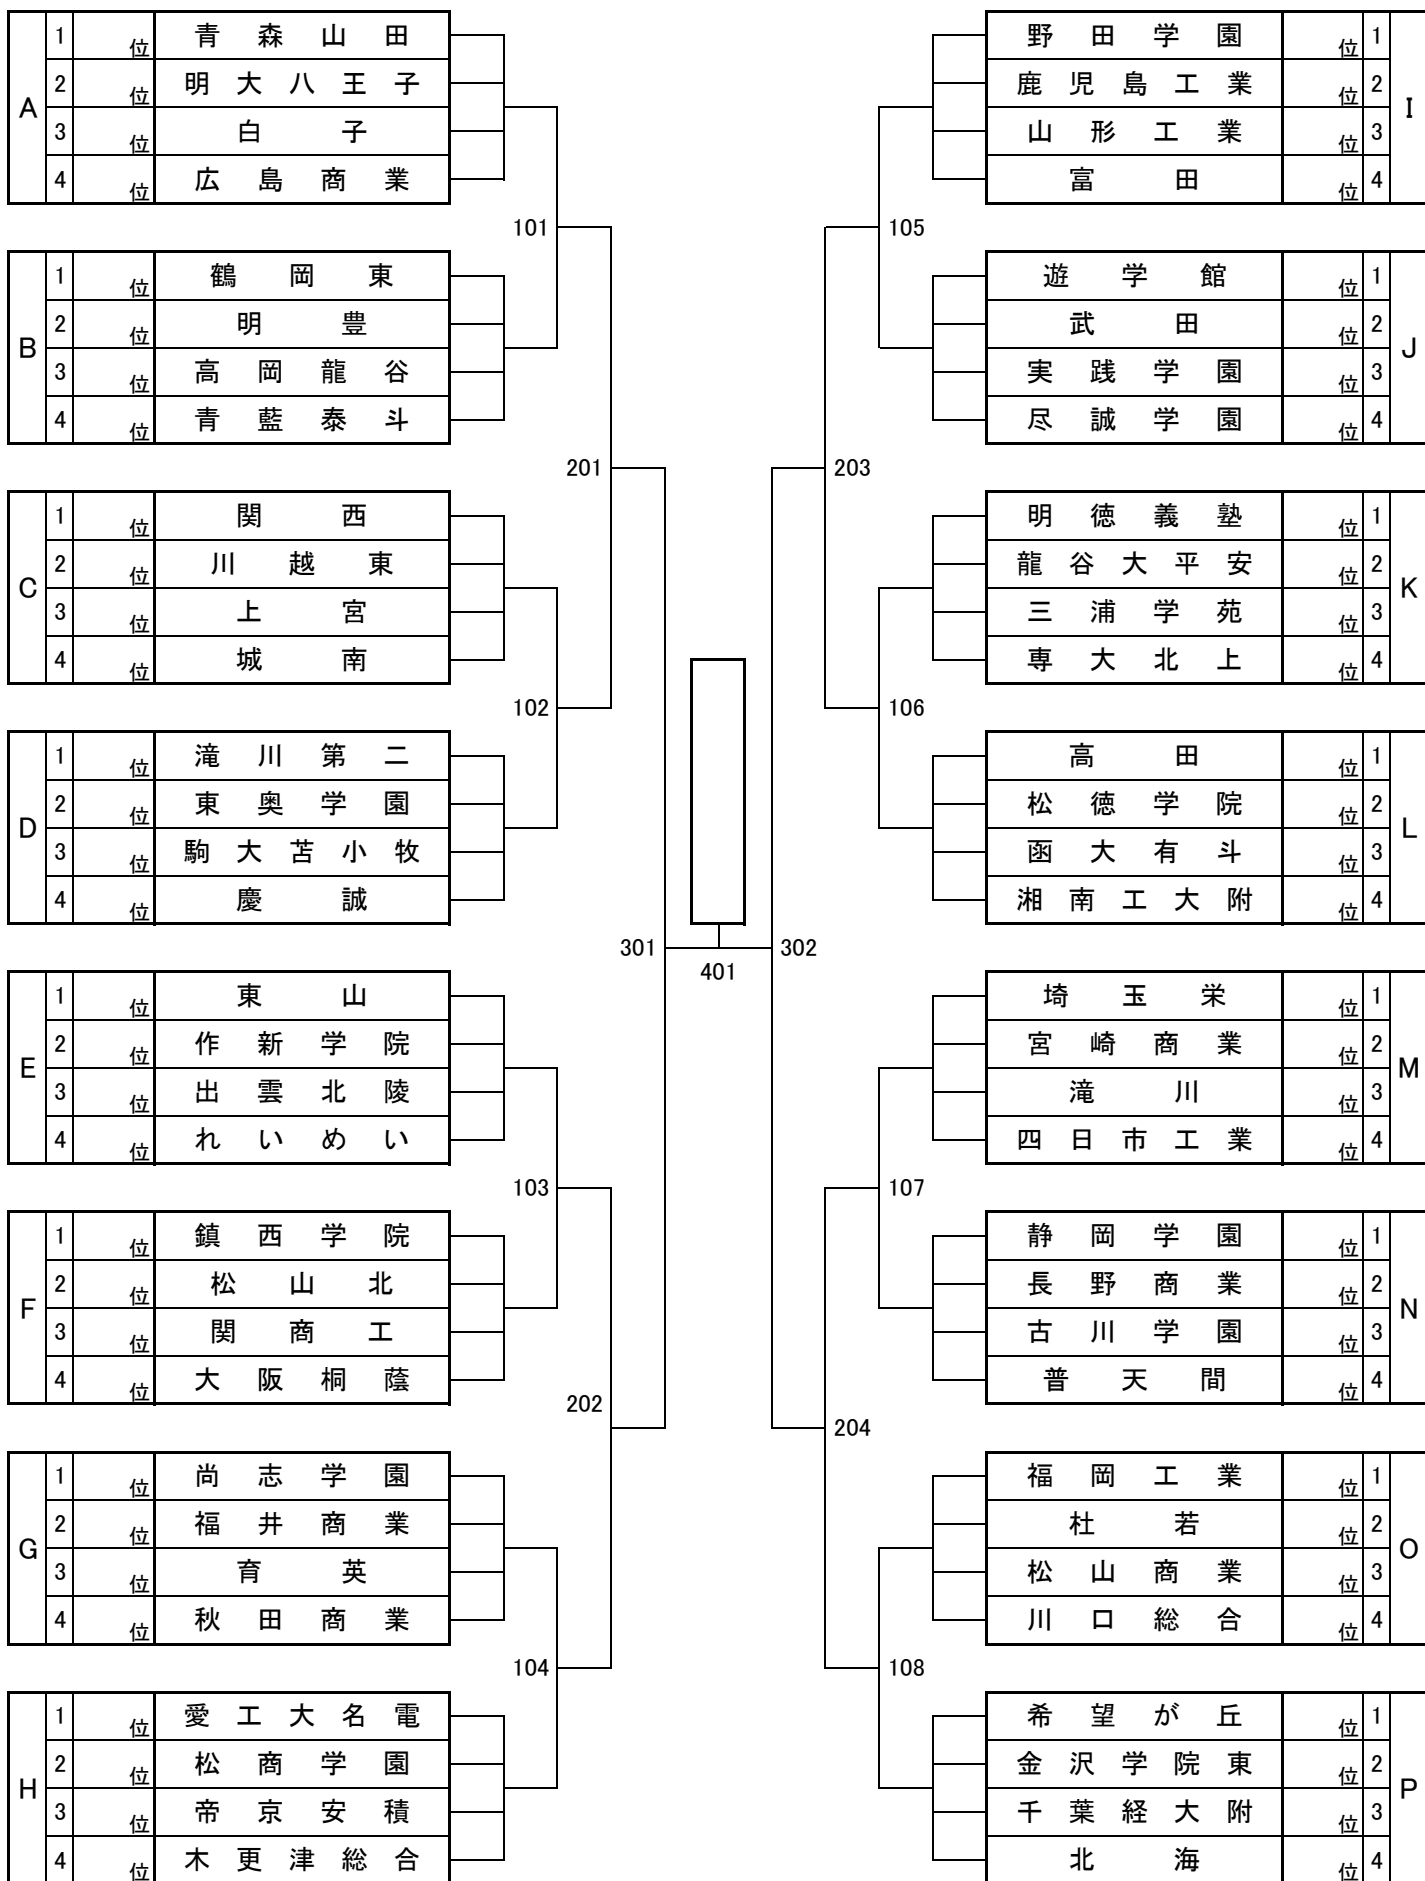 A
1 位 青森山田
2 位 明大八王子
3 位 白子
4 位 広島商業
B
1 位 鶴岡東
2 位 明豊
3 位 高岡龍谷
4 位 青藍泰斗
C
1 位 関西
2 位 川越東
3 位 上宮
4 位 城南
D
1 位 滝川第二
2 位 東奥学園
3 位 駒大苫小牧
4 位 慶誠
E
1 位 東山
2 位 作新学院
3 位 出雲北陵
4 位 れいめい
F
1 位 鎮西学院
2 位 松山北
3 位 関商工
4 位 大阪桐蔭
G
1 位 尚志学園
2 位 福井商業
3 位 育英
4 位 秋田商業
H
1 位 愛工大名電
2 位 松商学園
3 位 帝京安積
4 位 木更津総合
101
102
103
104
201
202
301
401
302
203
204
105
106
107
108
野田学園 位 1
鹿児島工業 位 2
山形工業 位 3
富田 位 4
I
遊学館 位 1
武田 位 2
実践学園 位 3
尽誠学園 位 4
J
明徳義塾 位 1
龍谷大平安 位 2
三浦学苑 位 3
専大北上 位 4
K
高田 位 1
松徳学院 位 2
函大有斗 位 3
湘南工大附 位 4
L
埼玉栄 位 1
宮崎商業 位 2
滝川 位 3
四日市工業 位 4
M
静岡学園 位 1
長野商業 位 2
古川学園 位 3
普天間 位 4
N
福岡工業 位 1
杜若 位 2
松山商業 位 3
川口総合 位 4
O
希望が丘 位 1
金沢学院東 位 2
千葉経大附 位 3
北海 位 4
P